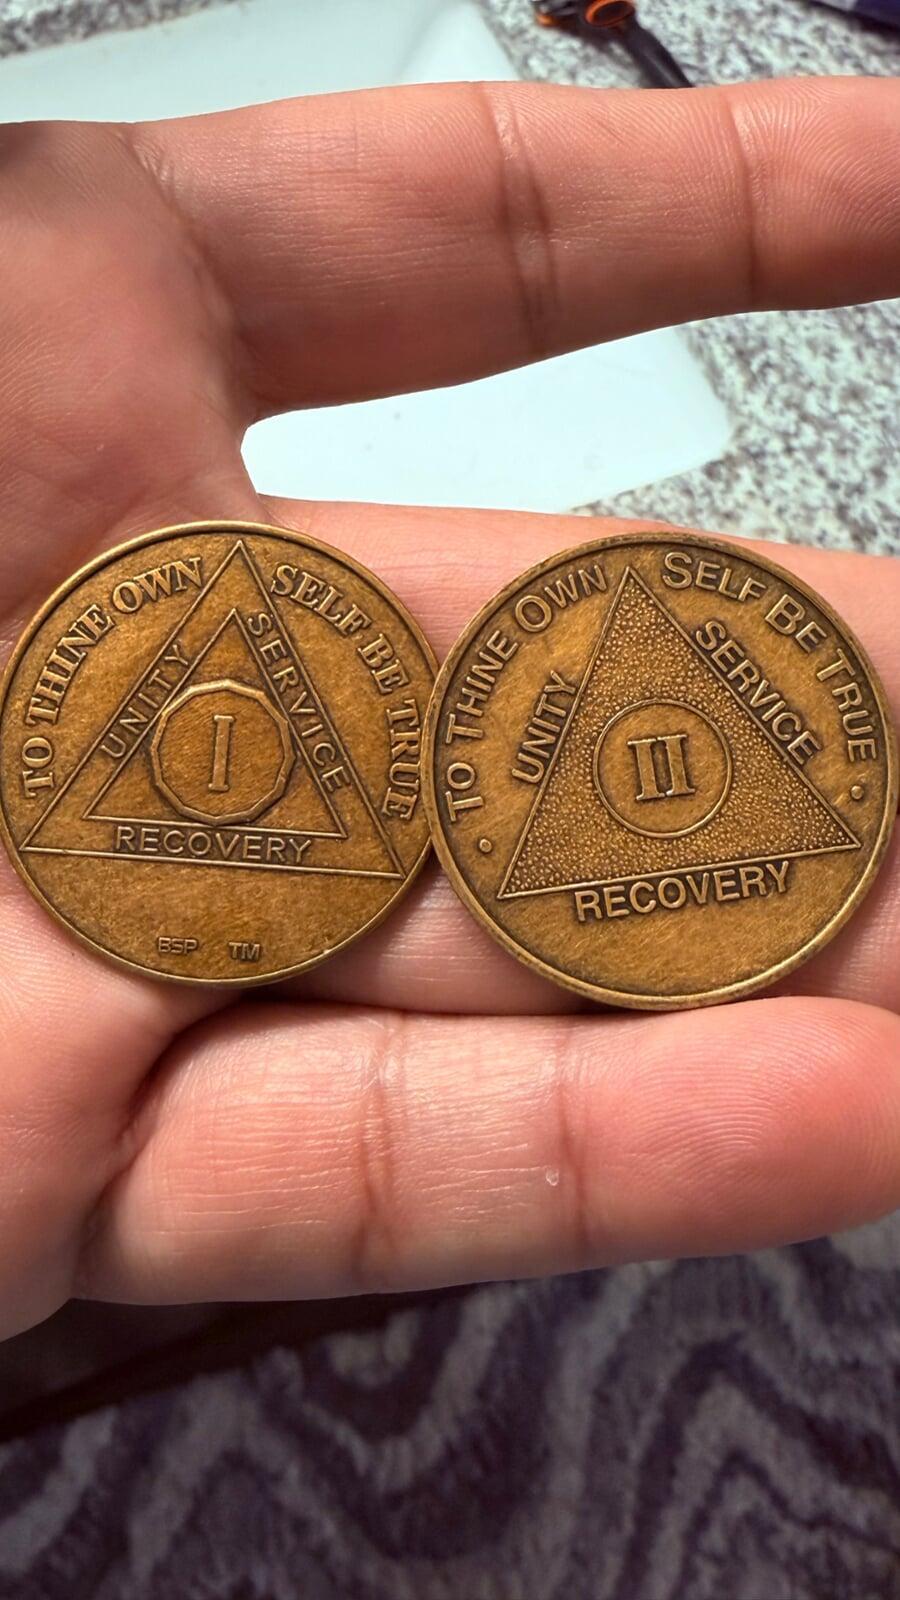 TO THINE OWN SELF BE TRUE
UNITY
SERVICE
I
RECOVERY
BSP TM
TO THINE OWN SELF BE TRUE
UNITY
SERVICE
II
RECOVERY